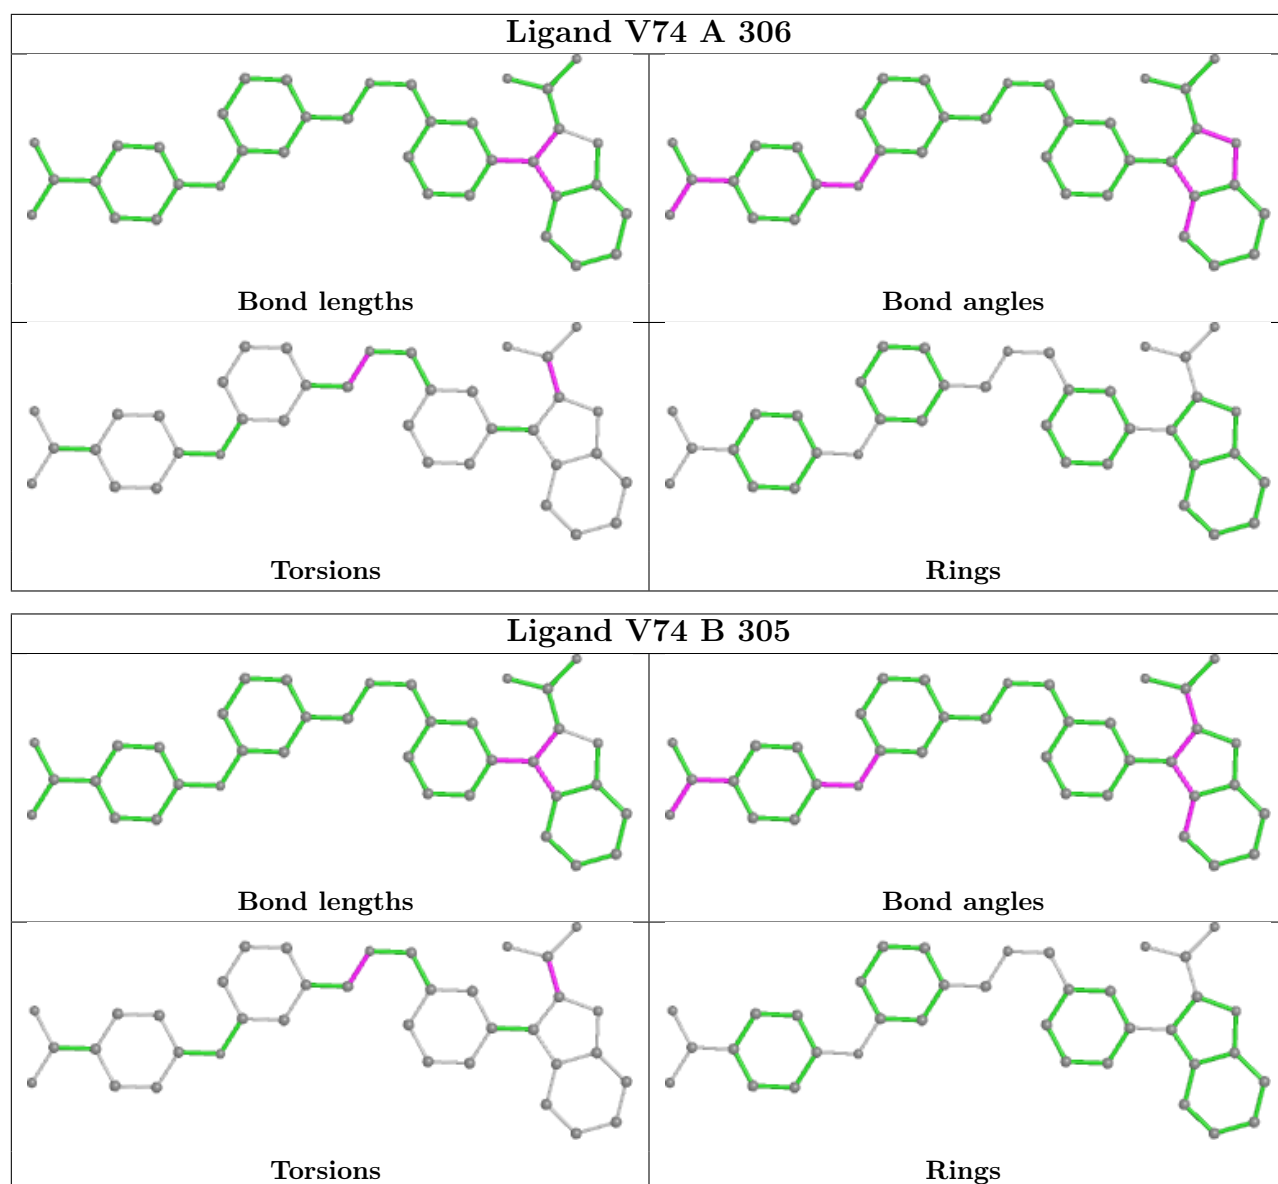 Ligand V74 A 306
Bond lengths
Bond angles
Torsions
Rings
Ligand V74 B 305
Bond lengths
Bond angles
Torsions
Rings